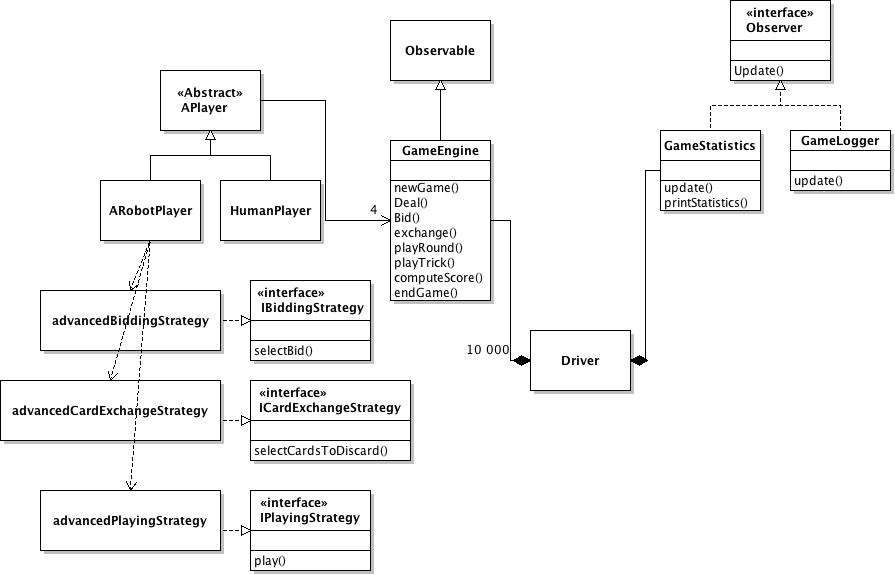 «interface»
Observer
Update()
Observable
«Abstract»
APlayer
GameEngine
newGame()
Deal()
Bid()
exchange()
playRound()
playTrick()
computeScore()
endGame()
GameStatistics
update()
printStatistics()
GameLogger
update()
ARobotPlayer
HumanPlayer
4
advancedBiddingStrategy
«interface»
IBiddingStrategy
selectBid()
10 000
Driver
advancedCardExchangeStrategy
«interface»
ICardExchangeStrategy
selectCardsToDiscard()
advancedPlayingStrategy
«interface»
IPlayingStrategy
play()